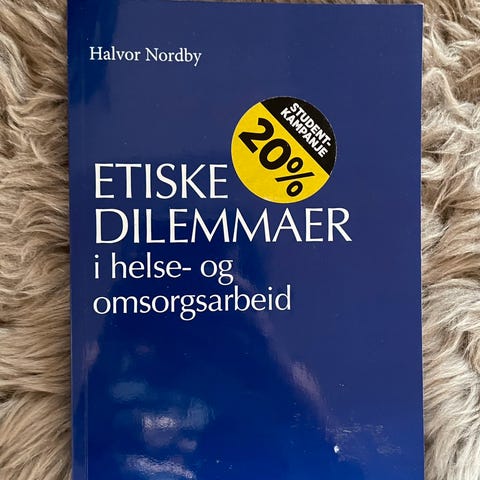 Halvor Nordby
STUDENT-
KAMPANJE
20%
ETISKE
DILEMMAER
i helse- og
omsorgsarbeid